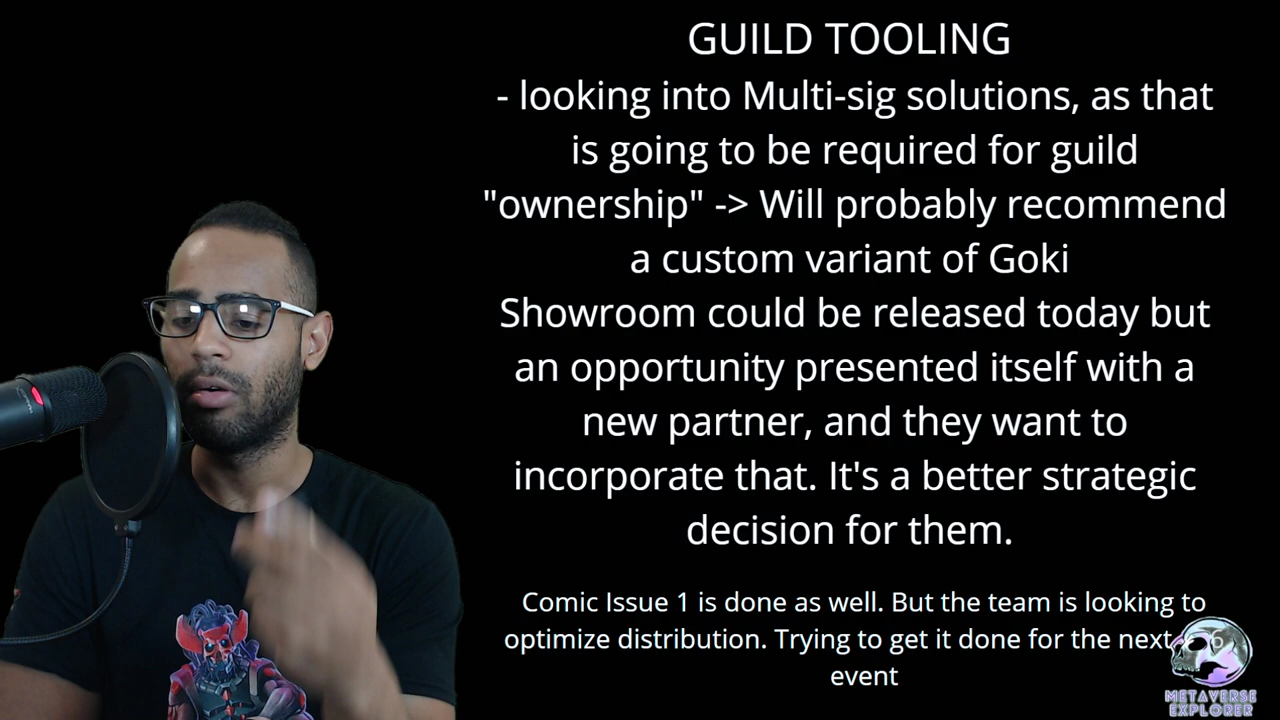 GUILD TOOLING
- looking into Multi-sig solutions, as that
is going to be required for guild
"ownership" -> Will probably recommend
a custom variant of Goki
Showroom could be released today but
an opportunity presented itself with a
new partner, and they want to
incorporate that. It's a better strategic
decision for them.
Comic Issue 1 is done as well. But the team is looking to
optimize distribution. Trying to get it done for the next
event
METAVERSE
EXPLORER